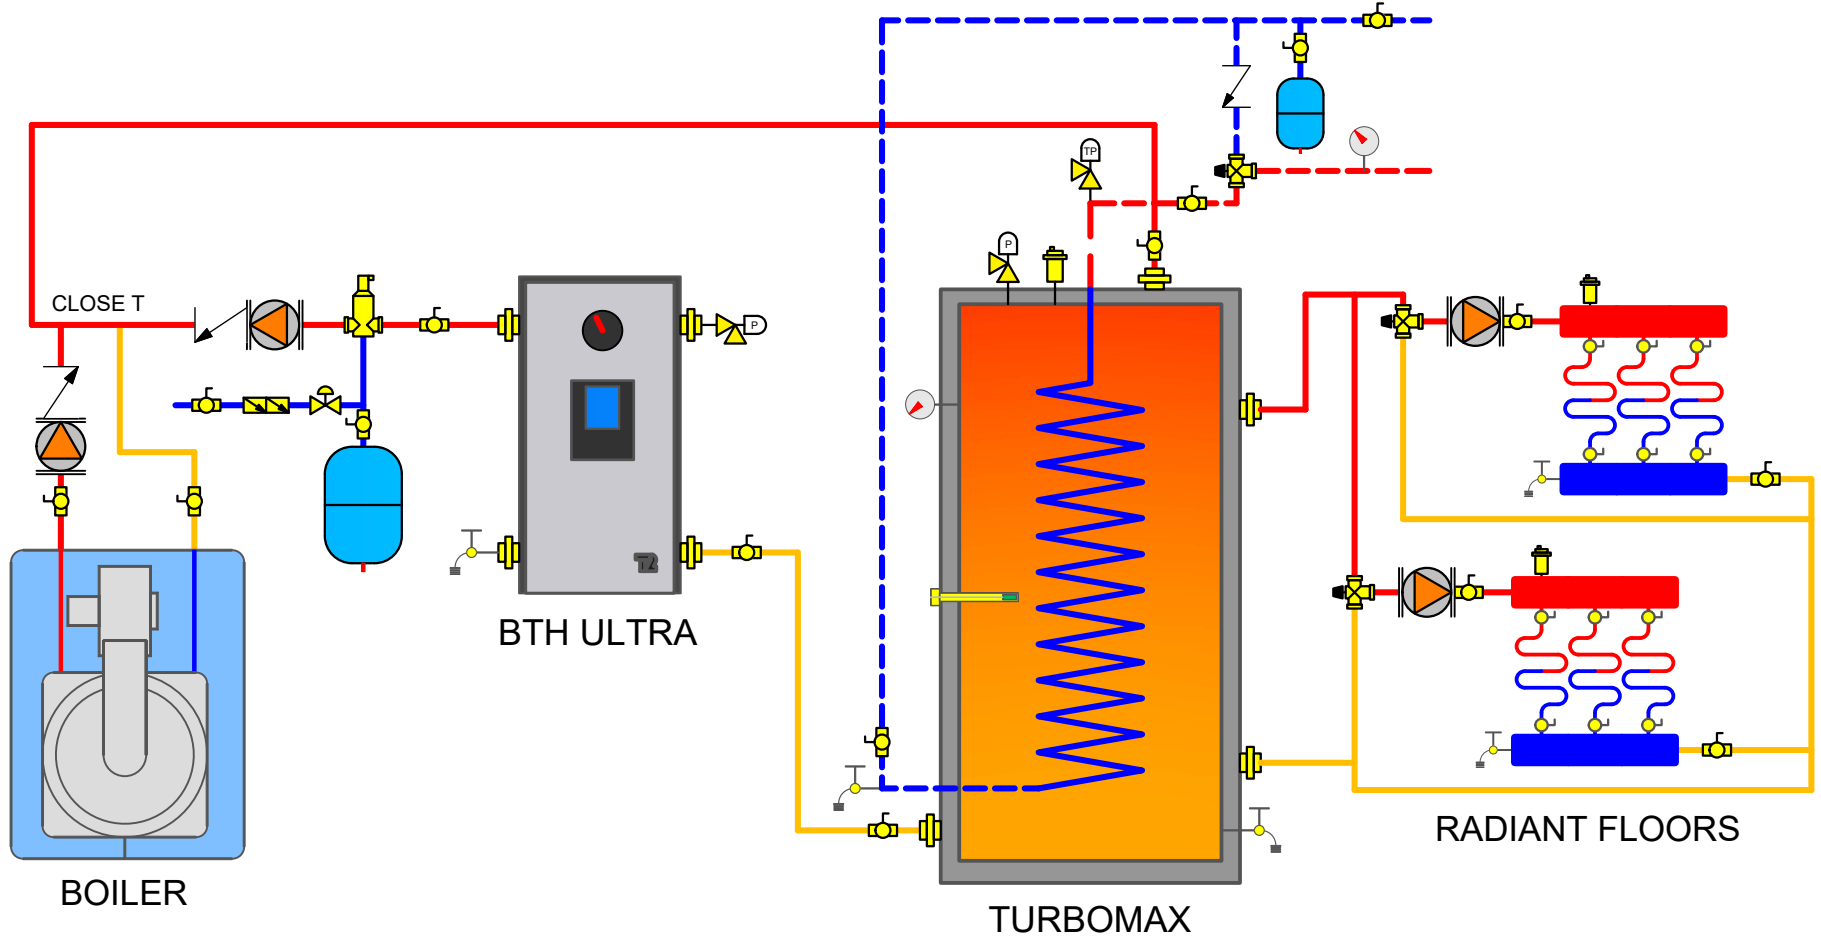 TP
P
CLOSE T
P
BTH ULTRA
RADIANT FLOORS
BOILER
TURBOMAX